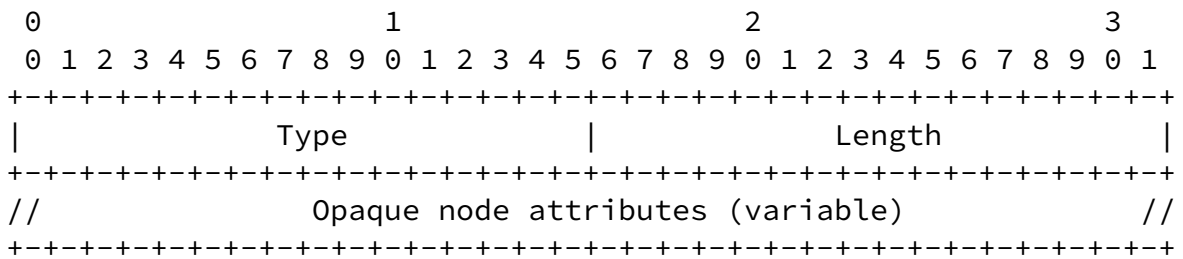 0                   1                   2                   3
 0 1 2 3 4 5 6 7 8 9 0 1 2 3 4 5 6 7 8 9 0 1 2 3 4 5 6 7 8 9 0 1
+-+-+-+-+-+-+-+-+-+-+-+-+-+-+-+-+-+-+-+-+-+-+-+-+-+-+-+-+-+-+-+-+
|              Type             |             Length            |
+-+-+-+-+-+-+-+-+-+-+-+-+-+-+-+-+-+-+-+-+-+-+-+-+-+-+-+-+-+-+-+-+
//               Opaque node attributes (variable)             //
+-+-+-+-+-+-+-+-+-+-+-+-+-+-+-+-+-+-+-+-+-+-+-+-+-+-+-+-+-+-+-+-+